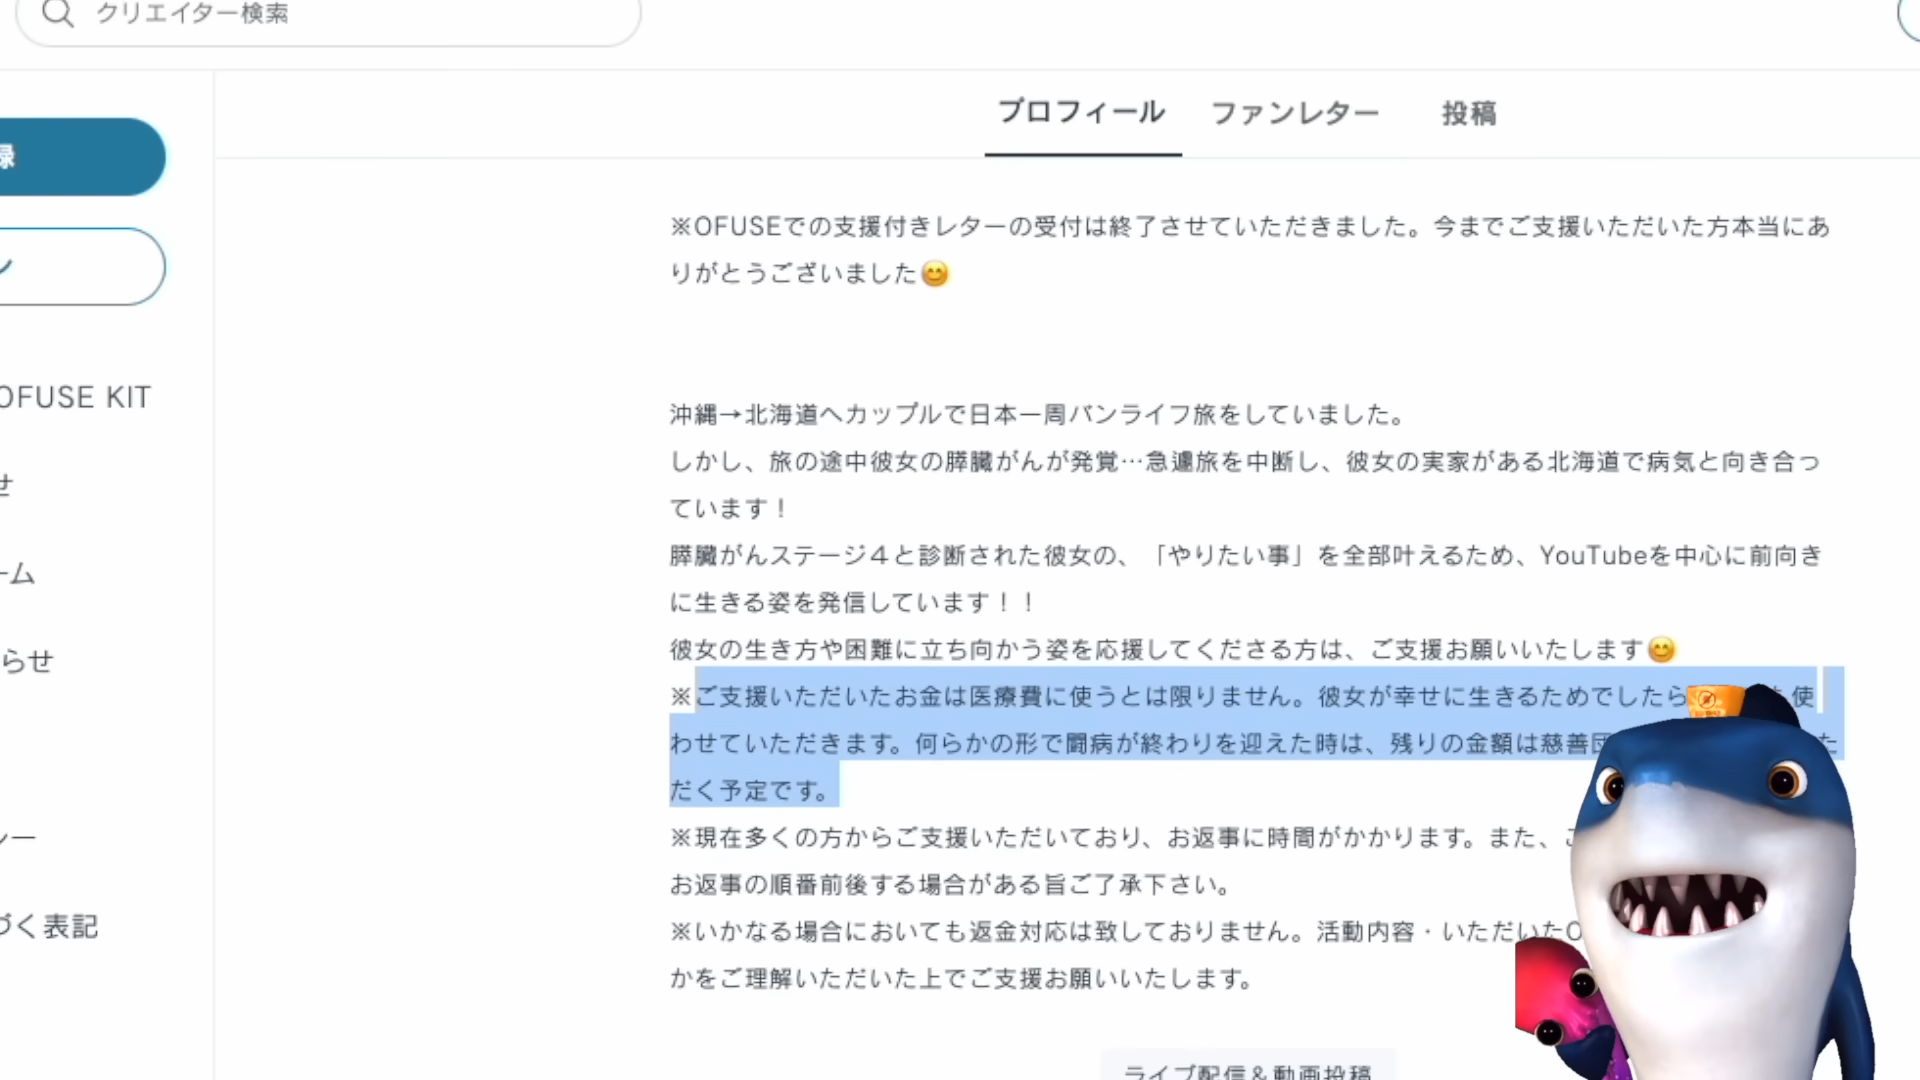 クリエイター検索
プロフィール ファンレター 投稿
録
ン
OFUSE KIT
せ
ーム
らせ
シー
づく表記
※OFUSEでの支援付きレターの受付は終了させていただきました。今までご支援いただいた方本当にあ
りがとうございました😊
沖縄→北海道へカップルで日本一周バンライフ旅をしていました。
しかし、旅の途中彼女の膵臓がんが発覚…急遽旅を中断し、彼女の実家がある北海道で病気と向き合っ
ています！
膵臓がんステージ４と診断された彼女の、「やりたい事」を全部叶えるため、YouTubeを中心に前向き
に生きる姿を発信しています！！
彼女の生き方や困難に立ち向かう姿を応援してくださる方は、ご支援お願いいたします😊
※ご支援いただいたお金は医療費に使うとは限りません。彼女が幸せに生きるためでしたら 使
わせていただきます。何らかの形で闘病が終わりを迎えた時は、残りの金額は慈善団 た
だく予定です。
※現在多くの方からご支援いただいており、お返事に時間がかかります。また、
お返事の順番前後する場合がある旨ご了承下さい。
※いかなる場合においても返金対応は致しておりません。活動内容・いただいたO
かをご理解いただいた上でご支援お願いいたします。
ライブ配信＆動画投稿